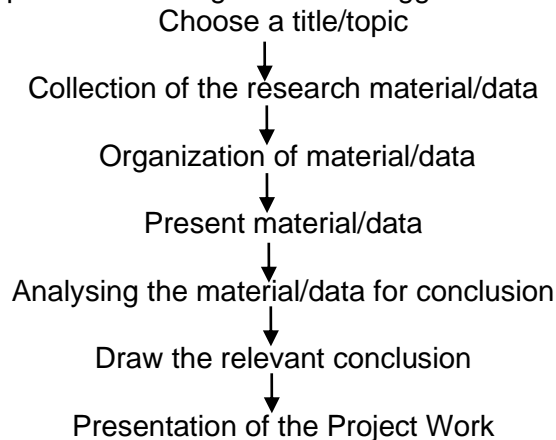 Choose a title/topic
Collection of the research material/data
Organization of material/data
Present material/data
Analysing the material/data for conclusion
Draw the relevant conclusion
Presentation of the Project Work